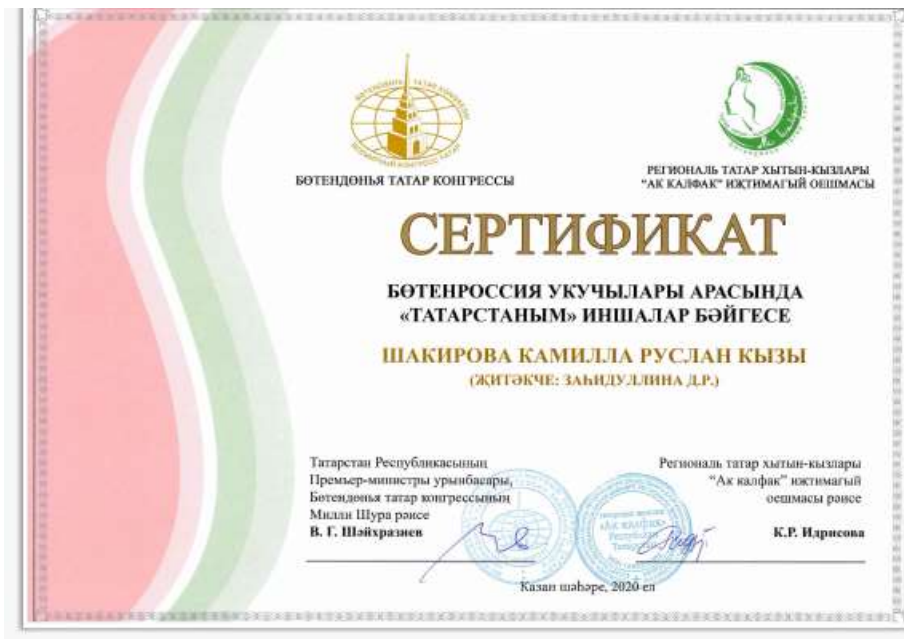 БӨТЕНДӨНЬЯ ТАТАР КОНГРЕССЫ
РЕГИОНАЛЬ ТАТАР ХАТЫН-КЫЗЛАРЫ
"АК КАЛФАК" ИҖТИМАГЫЙ ОЕШМАСЫ
СЕРТИФИКАТ
БӨТЕНРОССИЯ УКУЧЫЛАРЫ АРАСЫНДА
«ТАТАРСТАНЫМ» ИНШАЛАР БӘЙГЕСЕ
ШАКИРОВА КАМИЛЛА РУСЛАН КЫЗЫ
(ҖИТӘКЧЕ: ЗАҺИДУЛЛИНА Д.Р.)
Татарстан Республикасының
Премьер-министры урынбасары,
Бөтендөнья татар конгрессының
Милли Шура рәисе
В. Г. Шәйхразиев
Региональ татар хатын-кызлары
"Ак калфак" иҗтимагый
оешмасы рәисе
К.Р. Идрисова
Казан шәһәре, 2020 ел